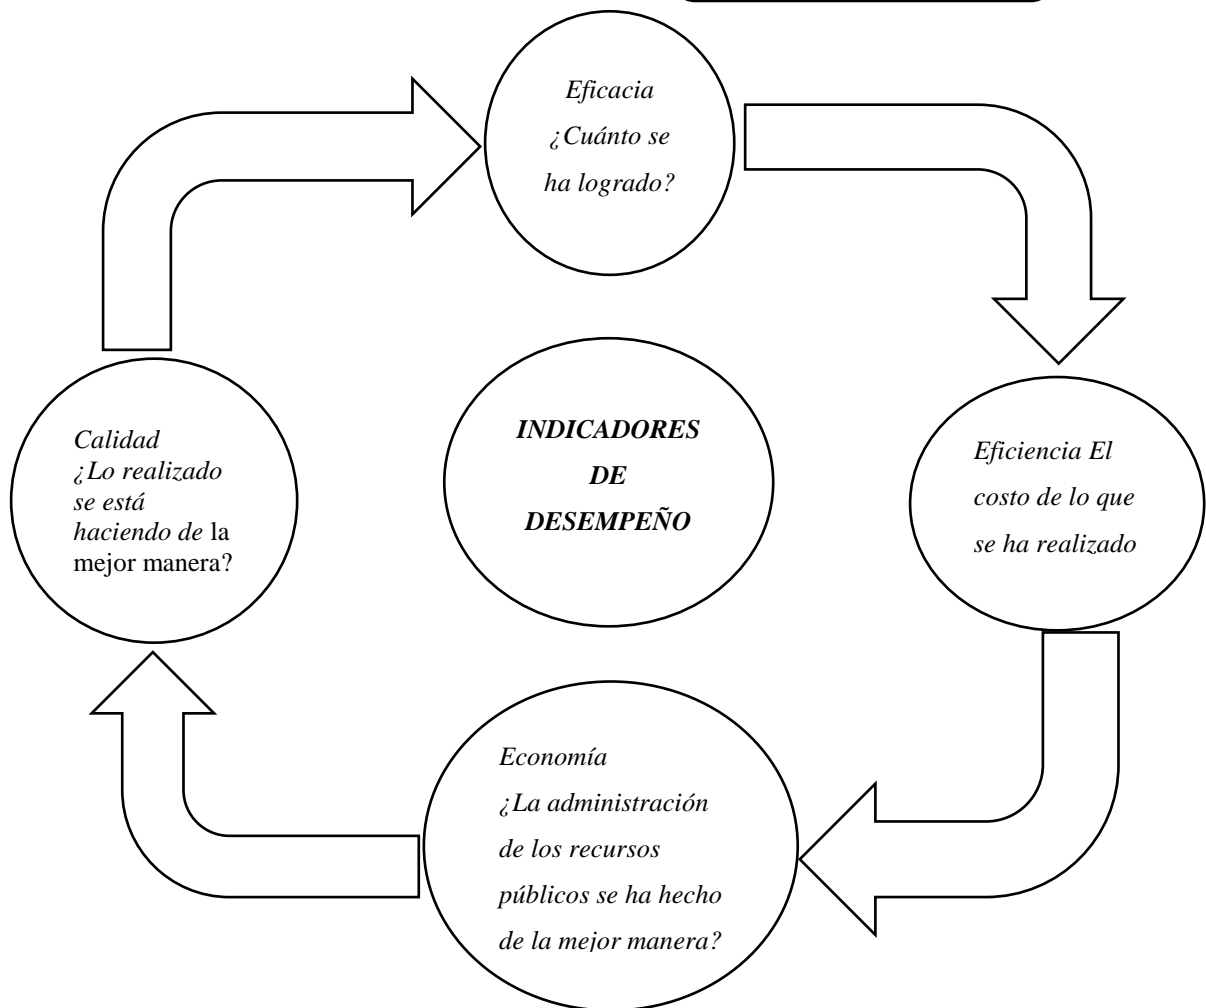 Eficacia
¿Cuánto se
ha logrado?
Calidad
¿Lo realizado
se está
haciendo de la
mejor manera?
INDICADORES
DE
DESEMPEÑO
Eficiencia El
costo de lo que
se ha realizado
Economía
¿La administración
de los recursos
públicos se ha hecho
de la mejor manera?